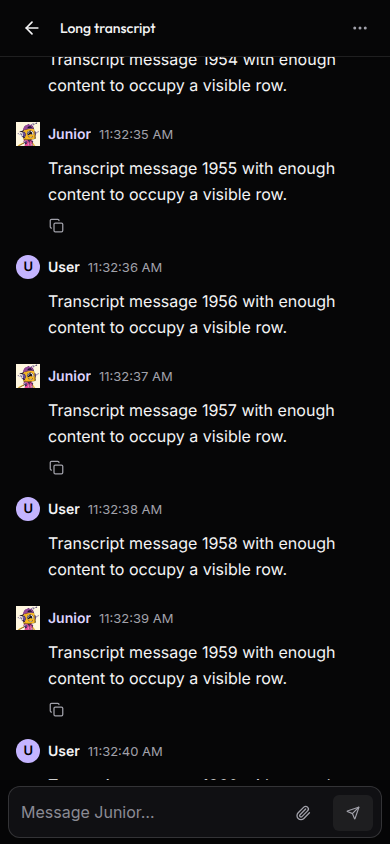 Long transcript
Transcript message 1954 with enough
content to occupy a visible row.
Junior 11:32:35 AM
Transcript message 1955 with enough
content to occupy a visible row.
U User 11:32:36 AM
Transcript message 1956 with enough
content to occupy a visible row.
Junior 11:32:37 AM
Transcript message 1957 with enough
content to occupy a visible row.
U User 11:32:38 AM
Transcript message 1958 with enough
content to occupy a visible row.
Junior 11:32:39 AM
Transcript message 1959 with enough
content to occupy a visible row.
U User 11:32:40 AM
Message Junior...